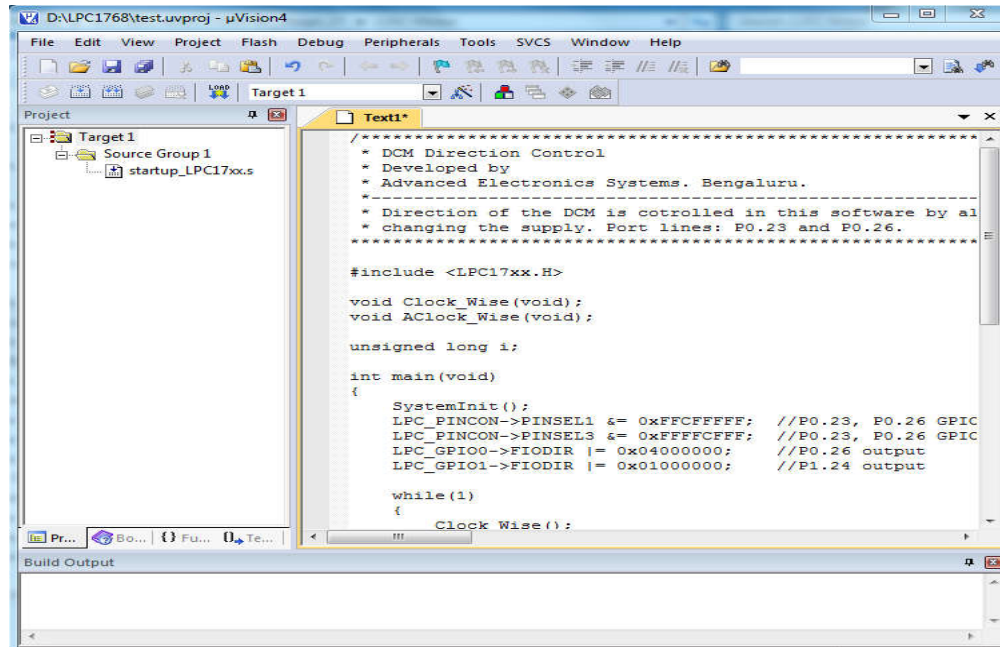 D:\LPC1768\test.uvproj - µVision4
File Edit View Project Flash Debug Peripherals Tools SVCS Window Help
LOAD Target 1
Project
Text1*
Target 1
Source Group 1
startup_LPC17xx.s
/************************************************************
* DCM Direction Control
* Developed by
* Advanced Electronics Systems. Bengaluru.
*------------------------------------------------------------
* Direction of the DCM is cotrolled in this software by al
* changing the supply. Port lines: P0.23 and P0.26.
*************************************************************
#include <LPC17xx.H>
void Clock_Wise(void);
void AClock_Wise(void);
unsigned long i;
int main(void)
{
SystemInit();
LPC_PINCON->PINSEL1 &= 0xFFCFFFFF; //P0.23, P0.26 GPIO
LPC_PINCON->PINSEL3 &= 0xFFFFCFFF; //P0.23, P0.26 GPIO
LPC_GPIO0->FIODIR |= 0x04000000; //P0.26 output
LPC_GPIO1->FIODIR |= 0x01000000; //P1.24 output
while(1)
{
Clock_Wise();
Pr... Bo... {} Fu... 0 Te...
Build Output